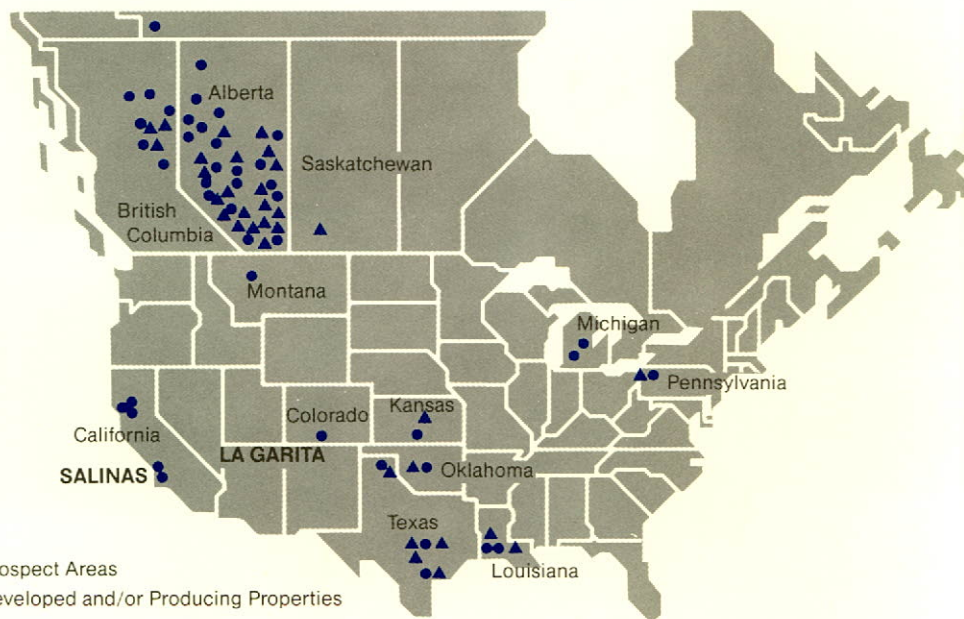 Alberta
Saskatchewan
British
Columbia
Montana
Michigan
Pennsylvania
Colorado
Kansas
California
LA GARITA
SALINAS
Oklahoma
Texas
Louisiana
ospect Areas
eveloped and/or Producing Properties